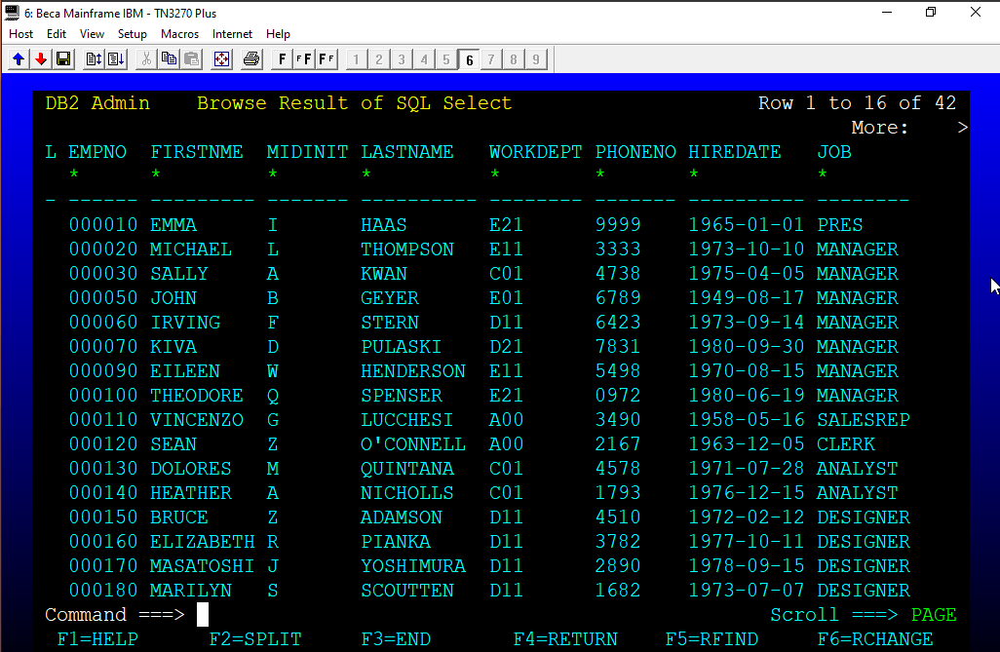 6: Beca Mainframe IBM - TN3270 Plus
Host Edit View Setup Macros Internet Help
F F F F F 1 2 3 4 5 6 7 8 9
DB2 Admin Browse Result of SQL Select Row 1 to 16 of 42
More: >
L EMPNO FIRSTNME MIDINIT LASTNAME WORKDEPT PHONENO HIREDATE JOB
* * * * * * * *
- ------ --------- ------- ---------- -------- ------- ---------- --------
000010 EMMA I HAAS E21 9999 1965-01-01 PRES
000020 MICHAEL L THOMPSON E11 3333 1973-10-10 MANAGER
000030 SALLY A KWAN C01 4738 1975-04-05 MANAGER
000050 JOHN B GEYER E01 6789 1949-08-17 MANAGER
000060 IRVING F STERN D11 6423 1973-09-14 MANAGER
000070 KIVA D PULASKI D21 7831 1980-09-30 MANAGER
000090 EILEEN W HENDERSON E11 5498 1970-08-15 MANAGER
000100 THEODORE Q SPENSER E21 0972 1980-06-19 MANAGER
000110 VINCENZO G LUCCHESI A00 3490 1958-05-16 SALESREP
000120 SEAN Z O'CONNELL A00 2167 1963-12-05 CLERK
000130 DOLORES M QUINTANA C01 4578 1971-07-28 ANALYST
000140 HEATHER A NICHOLLS C01 1793 1976-12-15 ANALYST
000150 BRUCE Z ADAMSON D11 4510 1972-02-12 DESIGNER
000160 ELIZABETH R PIANKA D11 3782 1977-10-11 DESIGNER
000170 MASATOSHI J YOSHIMURA D11 2890 1978-09-15 DESIGNER
000180 MARILYN S SCOUTTEN D11 1682 1973-07-07 DESIGNER
Command ===> Scroll ===> PAGE
F1=HELP F2=SPLIT F3=END F4=RETURN F5=RFIND F6=RCHANGE